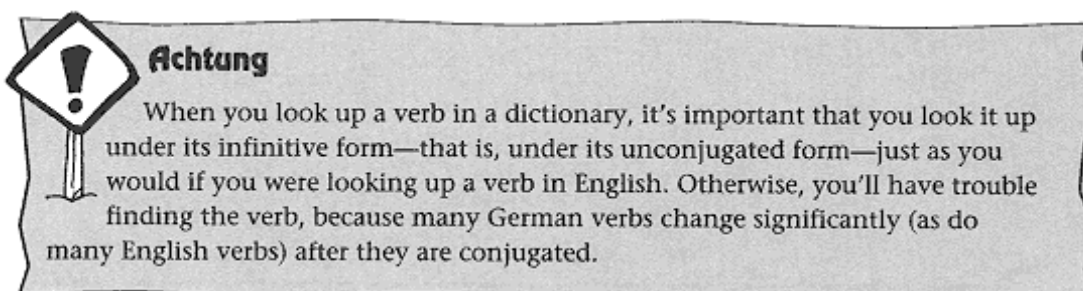 Achtung
When you look up a verb in a dictionary, it's important that you look it up
under its infinitive form—that is, under its unconjugated form—just as you
would if you were looking up a verb in English. Otherwise, you'll have trouble
finding the verb, because many German verbs change significantly (as do
many English verbs) after they are conjugated.